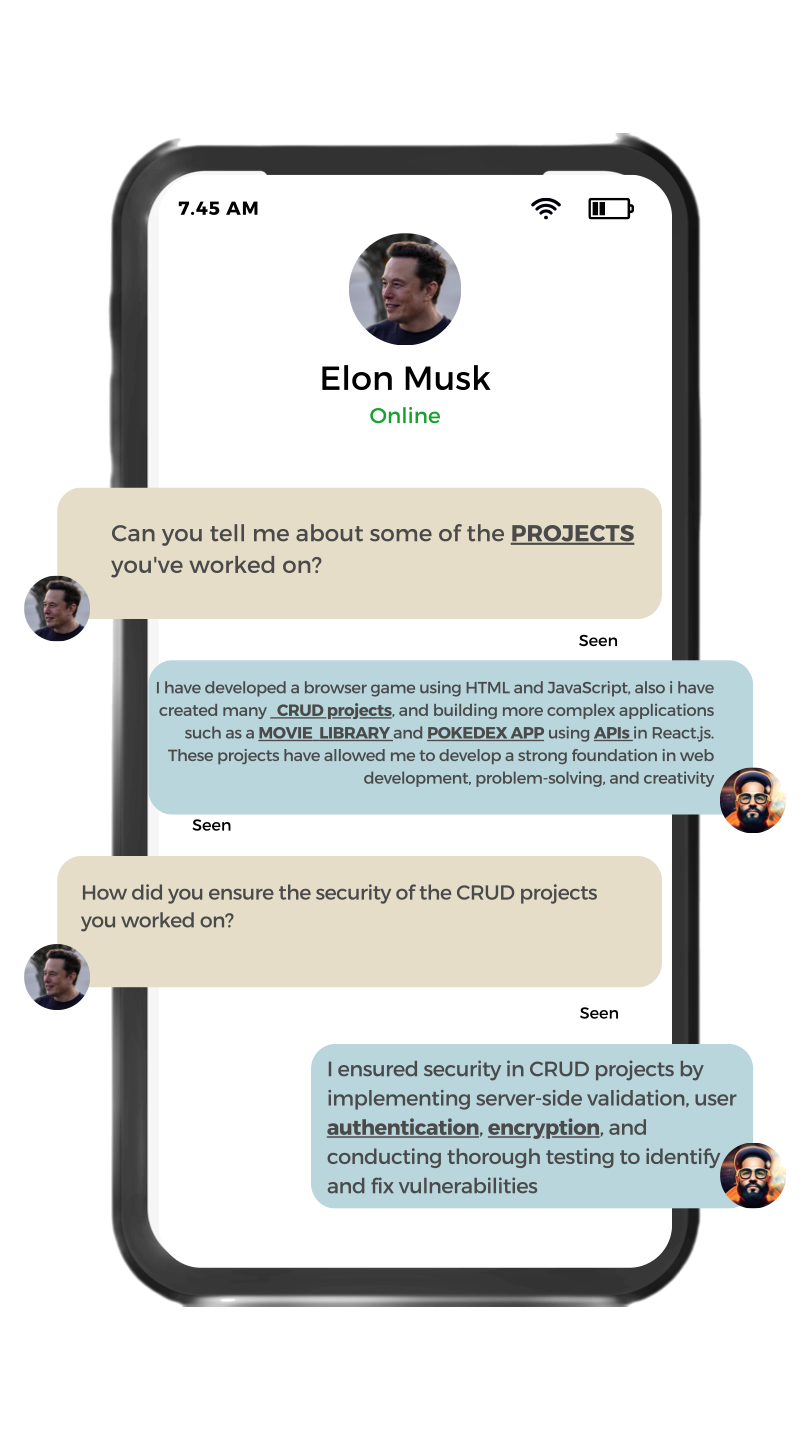 7.45 AM
Elon Musk
Online
Can you tell me about some of the PROJECTS
you've worked on?
Seen
I have developed a browser game using HTML and JavaScript, also i have
created many CRUD projects, and building more complex applications
such as a MOVIE LIBRARY and POKEDEX APP using APIs in React.js.
These projects have allowed me to develop a strong foundation in web
development, problem-solving, and creativity
Seen
How did you ensure the security of the CRUD projects
you worked on?
Seen
I ensured security in CRUD projects by
implementing server-side validation, user
authentication, encryption, and
conducting thorough testing to identify
and fix vulnerabilities